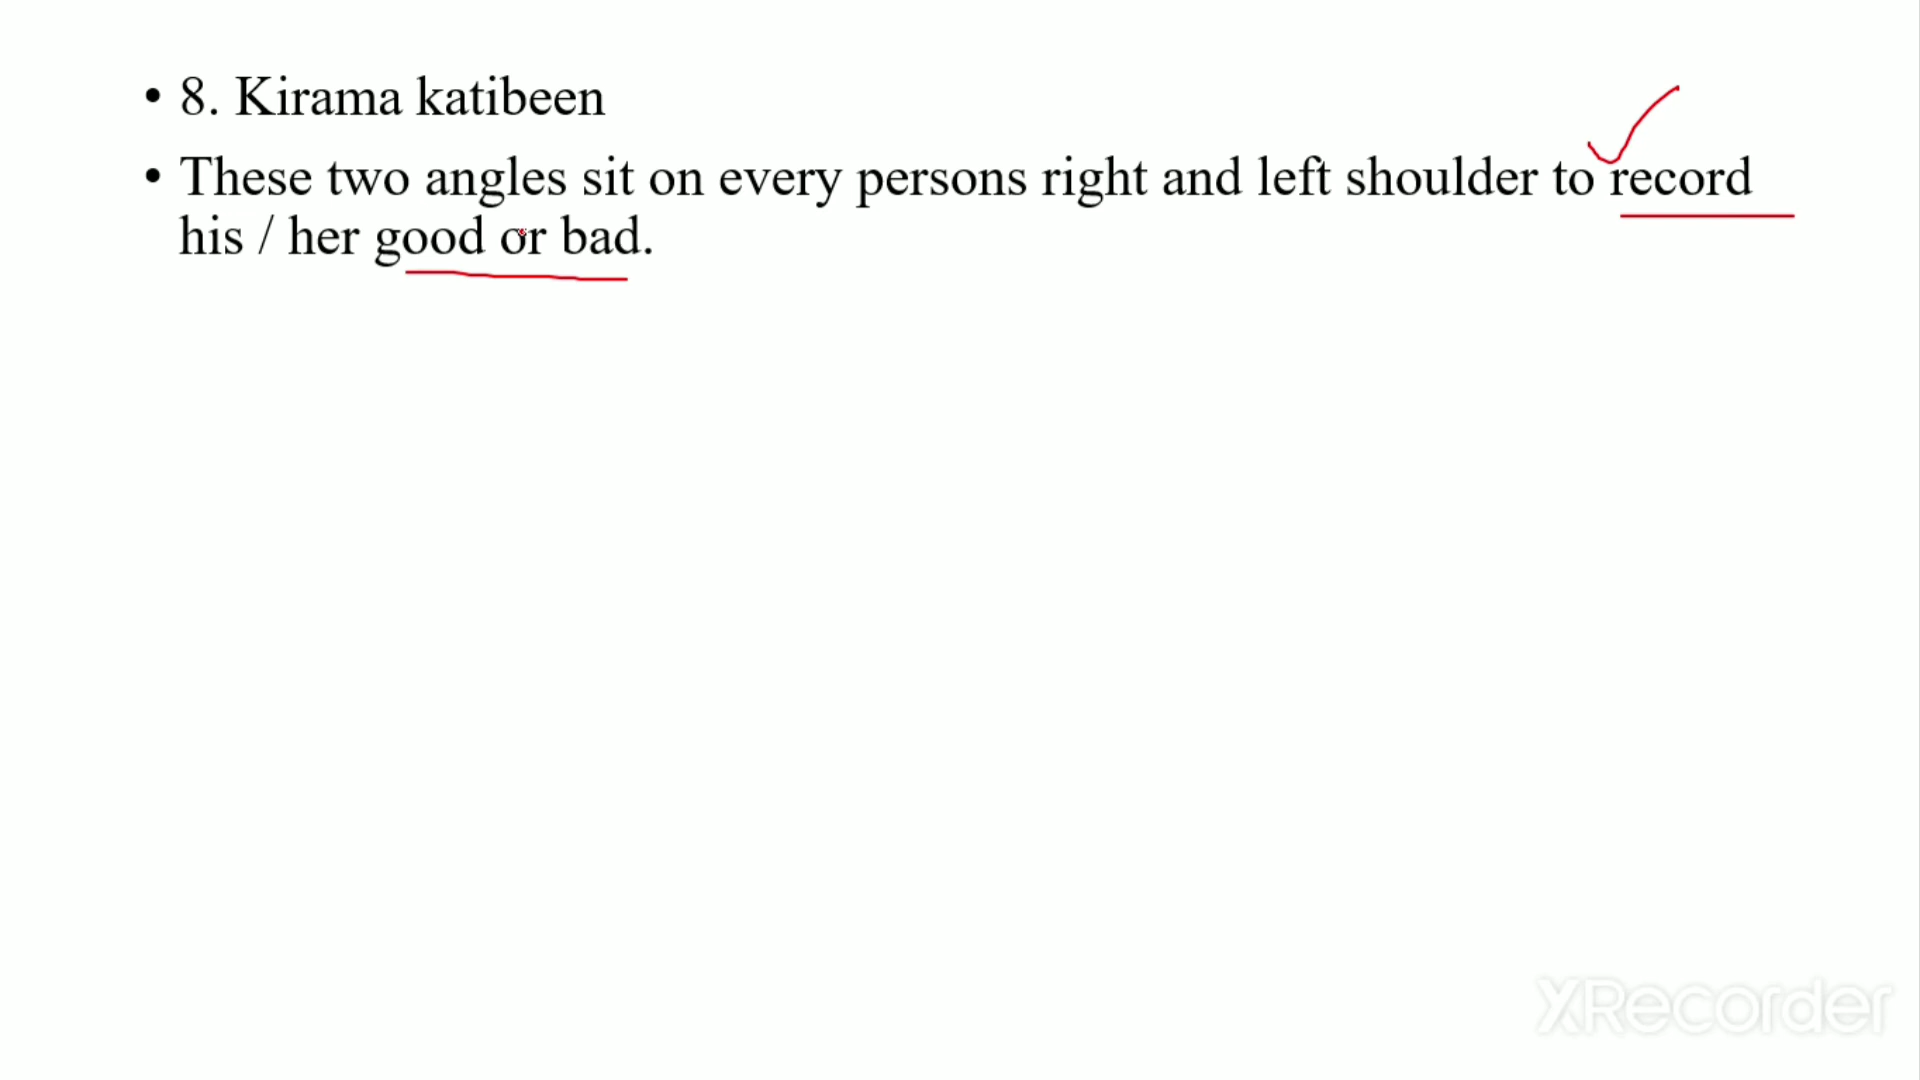 • 8. Kirama katibeen
• These two angles sit on every persons right and left shoulder to record
his / her good or bad.
XRecorder